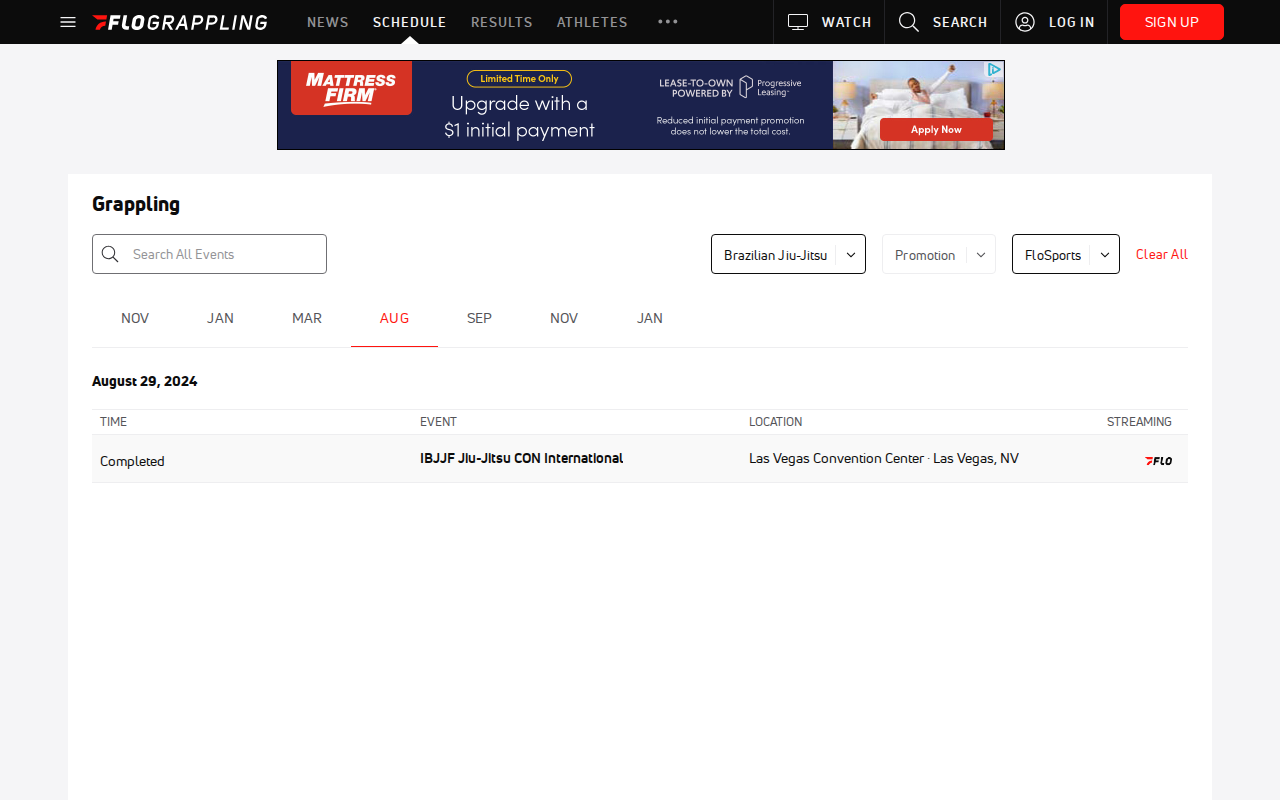 FLOGRAPPLING NEWS SCHEDULE RESULTS ATHLETES ••• WATCH SEARCH LOG IN SIGN UP
MATTRESS FIRM
Limited Time Only
Upgrade with a
$1 initial payment
LEASE-TO-OWN
POWERED BY
Progressive
Leasing
Reduced initial payment promotion
does not lower the total cost.
Apply Now
Grappling
Search All Events
Brazilian Jiu-Jitsu
Promotion
FloSports
Clear All
NOV JAN MAR AUG SEP NOV JAN
August 29, 2024
TIME EVENT LOCATION STREAMING
Completed IBJJF Jiu-Jitsu CON International Las Vegas Convention Center · Las Vegas, NV FLO